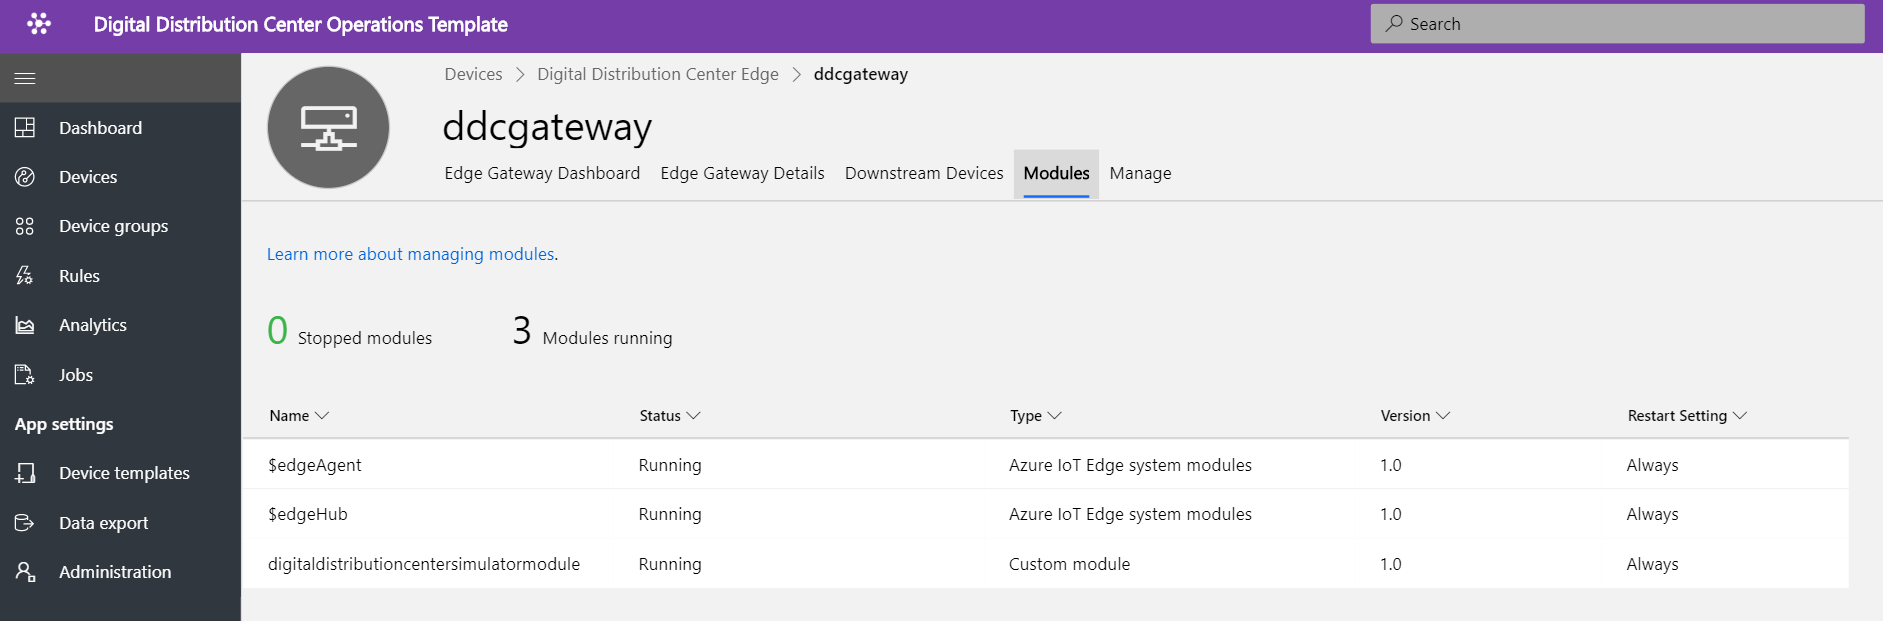 Digital Distribution Center Operations Template
Search
Devices > Digital Distribution Center Edge > ddcgateway
ddcgateway
Edge Gateway Dashboard Edge Gateway Details Downstream Devices Modules Manage
Dashboard
Devices
Device groups
Rules
Analytics
Jobs
App settings
Device templates
Data export
Administration
Learn more about managing modules.
0 Stopped modules 3 Modules running
Name Status Type Version Restart Setting
$edgeAgent Running Azure IoT Edge system modules 1.0 Always
$edgeHub Running Azure IoT Edge system modules 1.0 Always
digitaldistributioncentersimulatormodule Running Custom module 1.0 Always